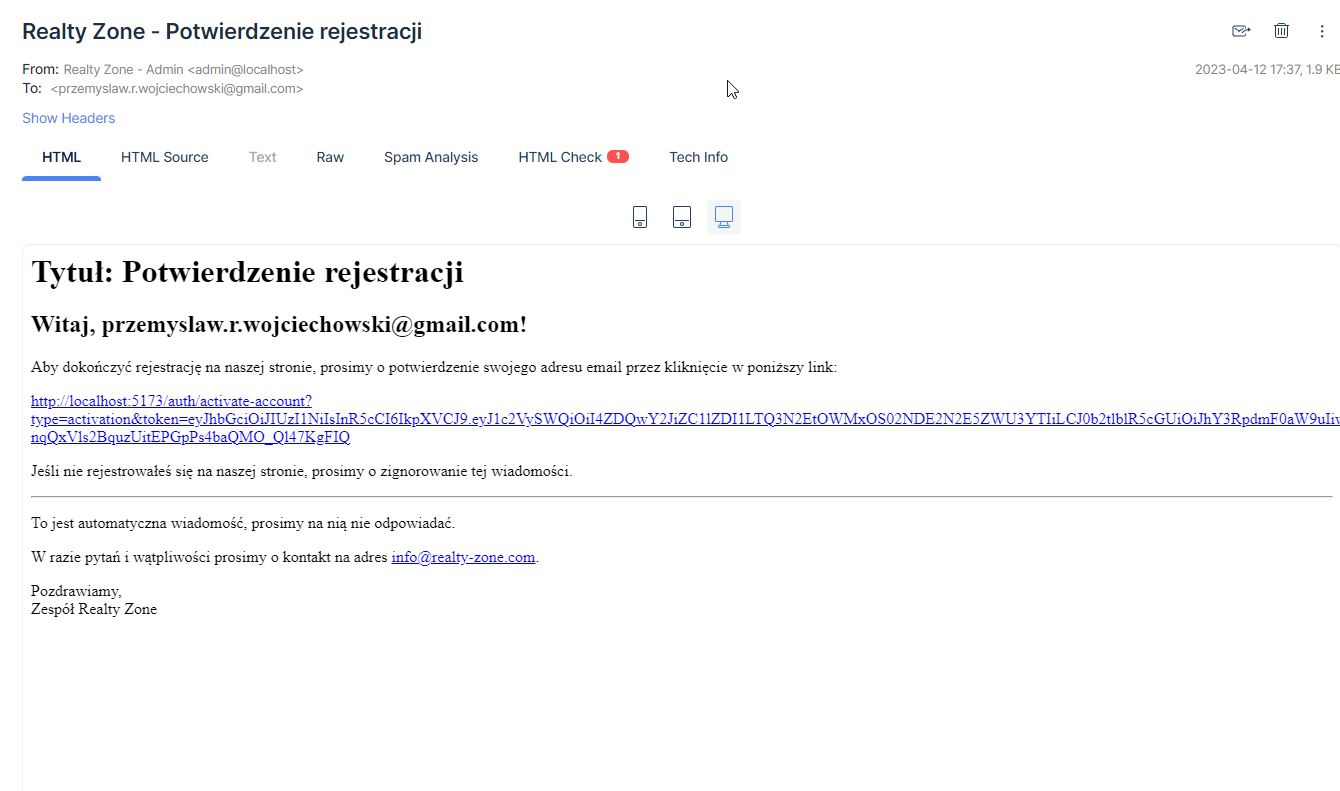 Realty Zone - Potwierdzenie rejestracji
From: Realty Zone - Admin <admin@localhost>
2023-04-12 17:37, 1.9 KB
To: <przemyslaw.r.wojciechowski@gmail.com>
Show Headers
HTML HTML Source Text Raw Spam Analysis HTML Check 1 Tech Info
Tytuł: Potwierdzenie rejestracji
Witaj, przemyslaw.r.wojciechowski@gmail.com!
Aby dokończyć rejestrację na naszej stronie, prosimy o potwierdzenie swojego adresu email przez kliknięcie w poniższy link:
http://localhost:5173/auth/activate-account?
type=activation&token=eyJhbGciOiJIUzI1NiIsInR5cCI6IkpXVCJ9.eyJ1c2VySWQiOiI4ZDQwY2JiZC1lZDI1LTQ3N2EtOWMxOS02NDE2N2E5ZWU3YTIiLCJ0b2tlblR5cGUiOiJhY3RpdmF0aW9uIiw
nqQxVls2BquzUitEPGpPs4baQMO_Ql47KgFIQ
Jeśli nie rejestrowałeś się na naszej stronie, prosimy o zignorowanie tej wiadomości.
To jest automatyczna wiadomość, prosimy na nią nie odpowiadać.
W razie pytań i wątpliwości prosimy o kontakt na adres info@realty-zone.com.
Pozdrawiamy,
Zespół Realty Zone